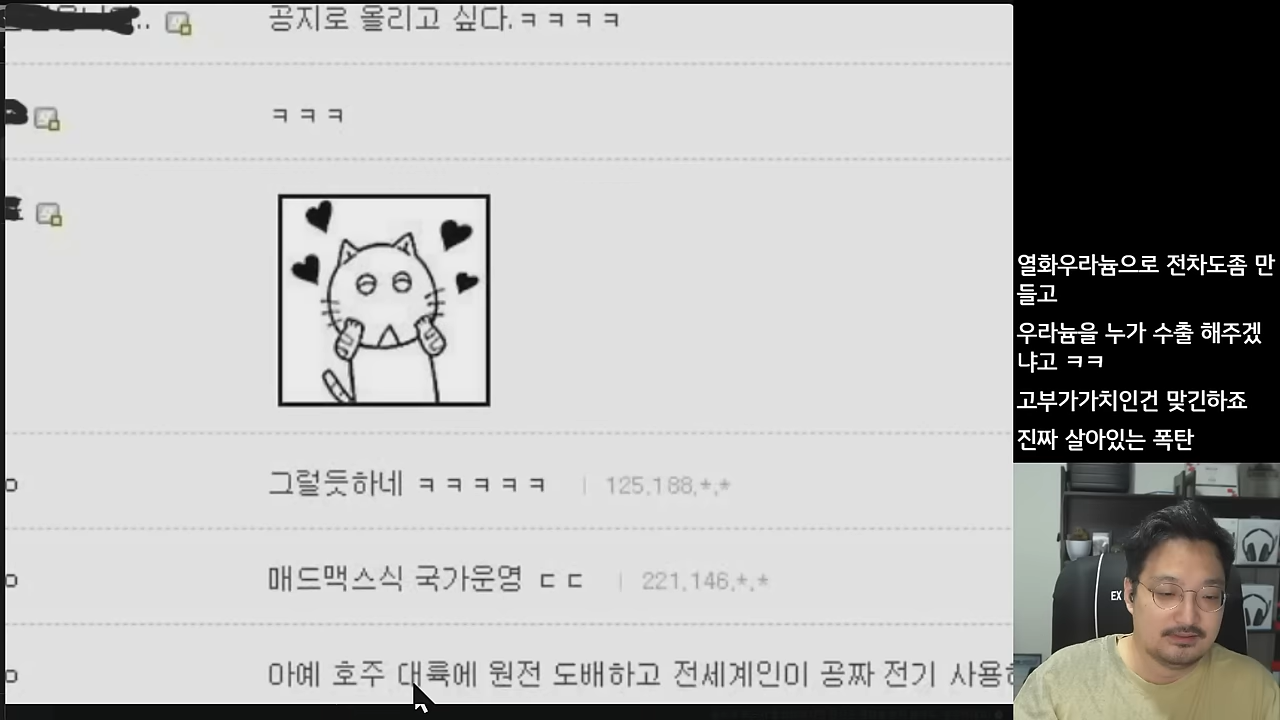 공지로 올리고 싶다.ㅋㅋㅋㅋ
ㅋㅋㅋ
그럴듯하네 ㅋㅋㅋㅋㅋ | 125.188.*.*
매드맥스식 국가운영 ㄷㄷ | 221.146.*.*
아예 호주 대륙에 원전 도배하고 전세계인이 공짜 전기
열화우라늄으로 전차도좀 만
들고
우라늄을 누가 수출 해주겠
냐고 ㅋㅋ
고부가가치인건 맞긴하죠
진짜 살아있는 폭탄
EX